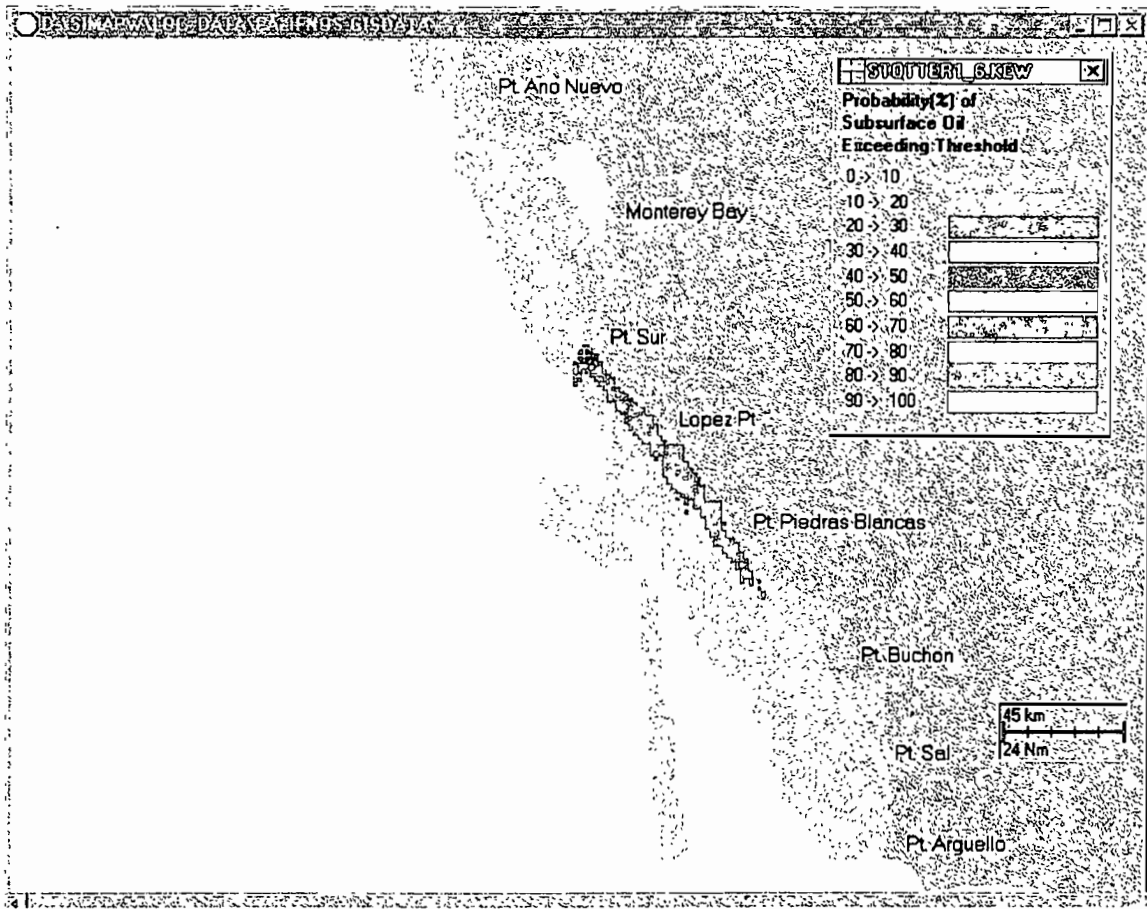 Pt. Ano Nuevo
Monterey Bay
Pt. Sur
Lopez Pt
Pt. Piedras Blancas
Pt. Buchon
Pt. Sal
Pt. Arguello
STOTTER1_6.KEW
Probability(%) of
Subsurface Oil
Exceeding Threshold
0 > 10
10 > 20
20 > 30
30 > 40
40 > 50
50 > 60
60 > 70
70 > 80
80 > 90
90 > 100
45 km
24 Nm